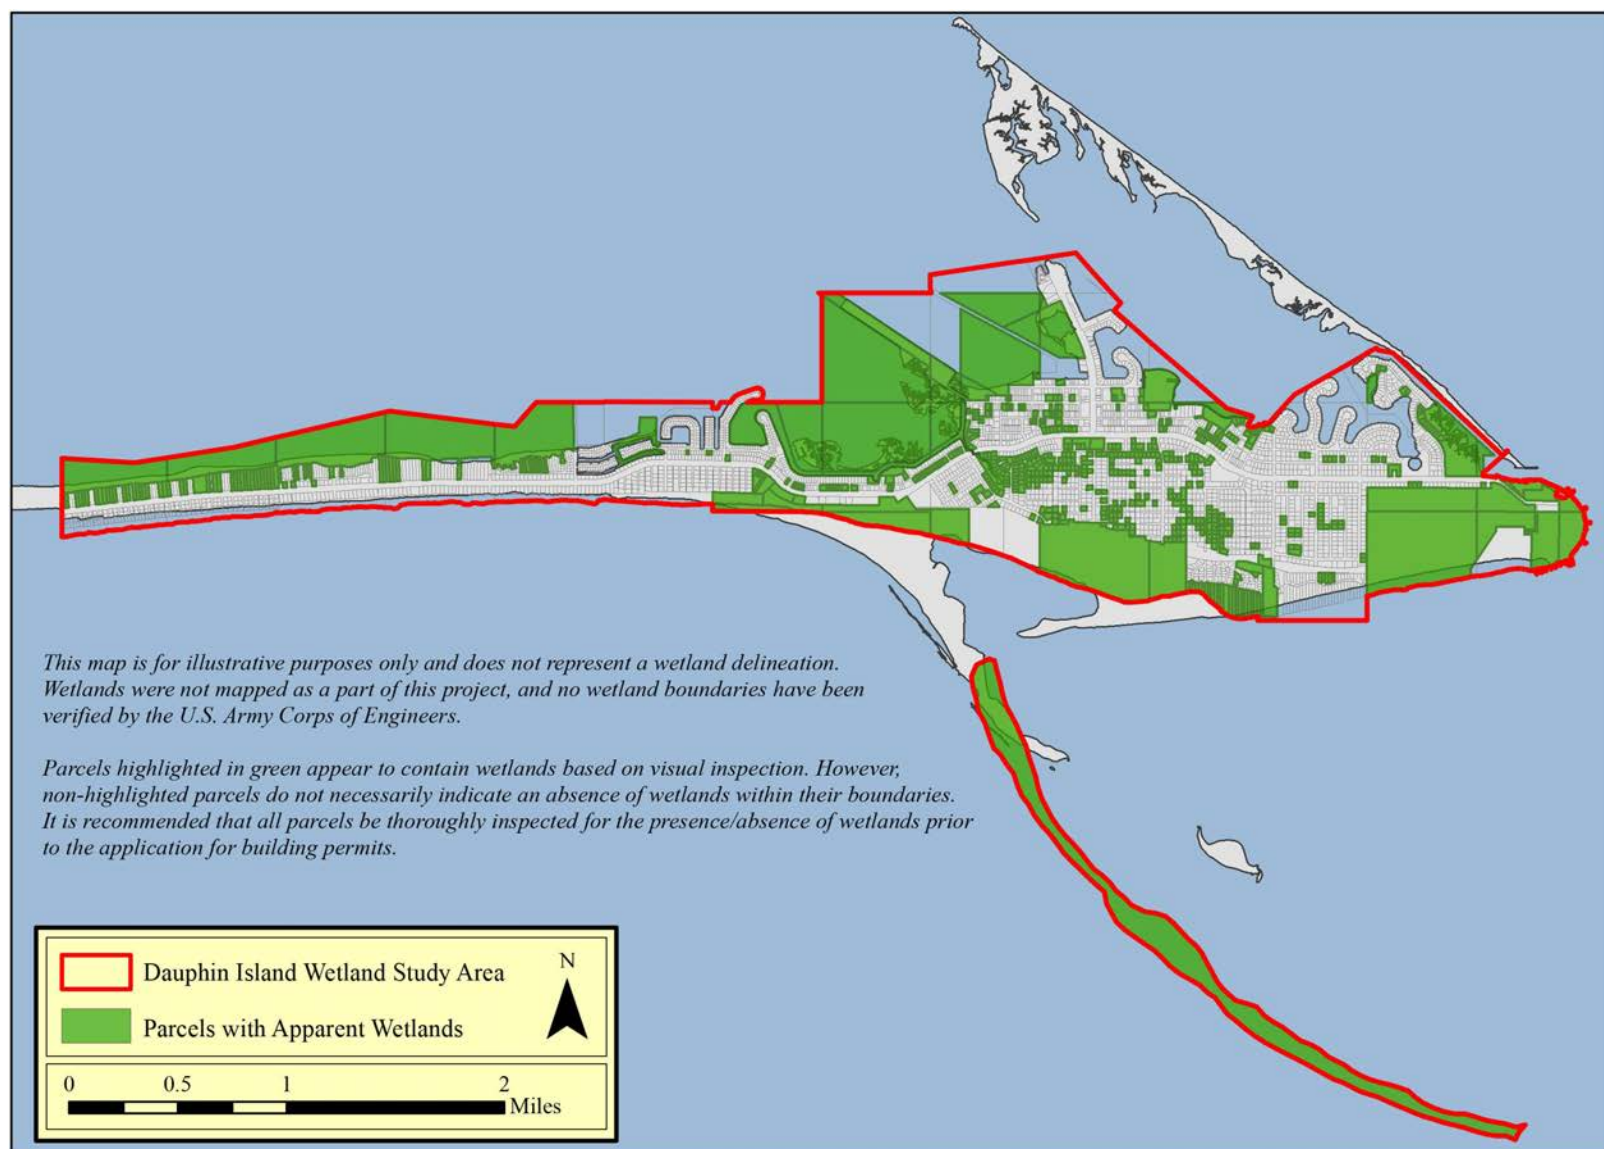 This map is for illustrative purposes only and does not represent a wetland delineation.
Wetlands were not mapped as a part of this project, and no wetland boundaries have been
verified by the U.S. Army Corps of Engineers.
Parcels highlighted in green appear to contain wetlands based on visual inspection. However,
non-highlighted parcels do not necessarily indicate an absence of wetlands within their boundaries.
It is recommended that all parcels be thoroughly inspected for the presence/absence of wetlands prior
to the application for building permits.
Dauphin Island Wetland Study Area
N
Parcels with Apparent Wetlands
0 0.5 1 2
Miles